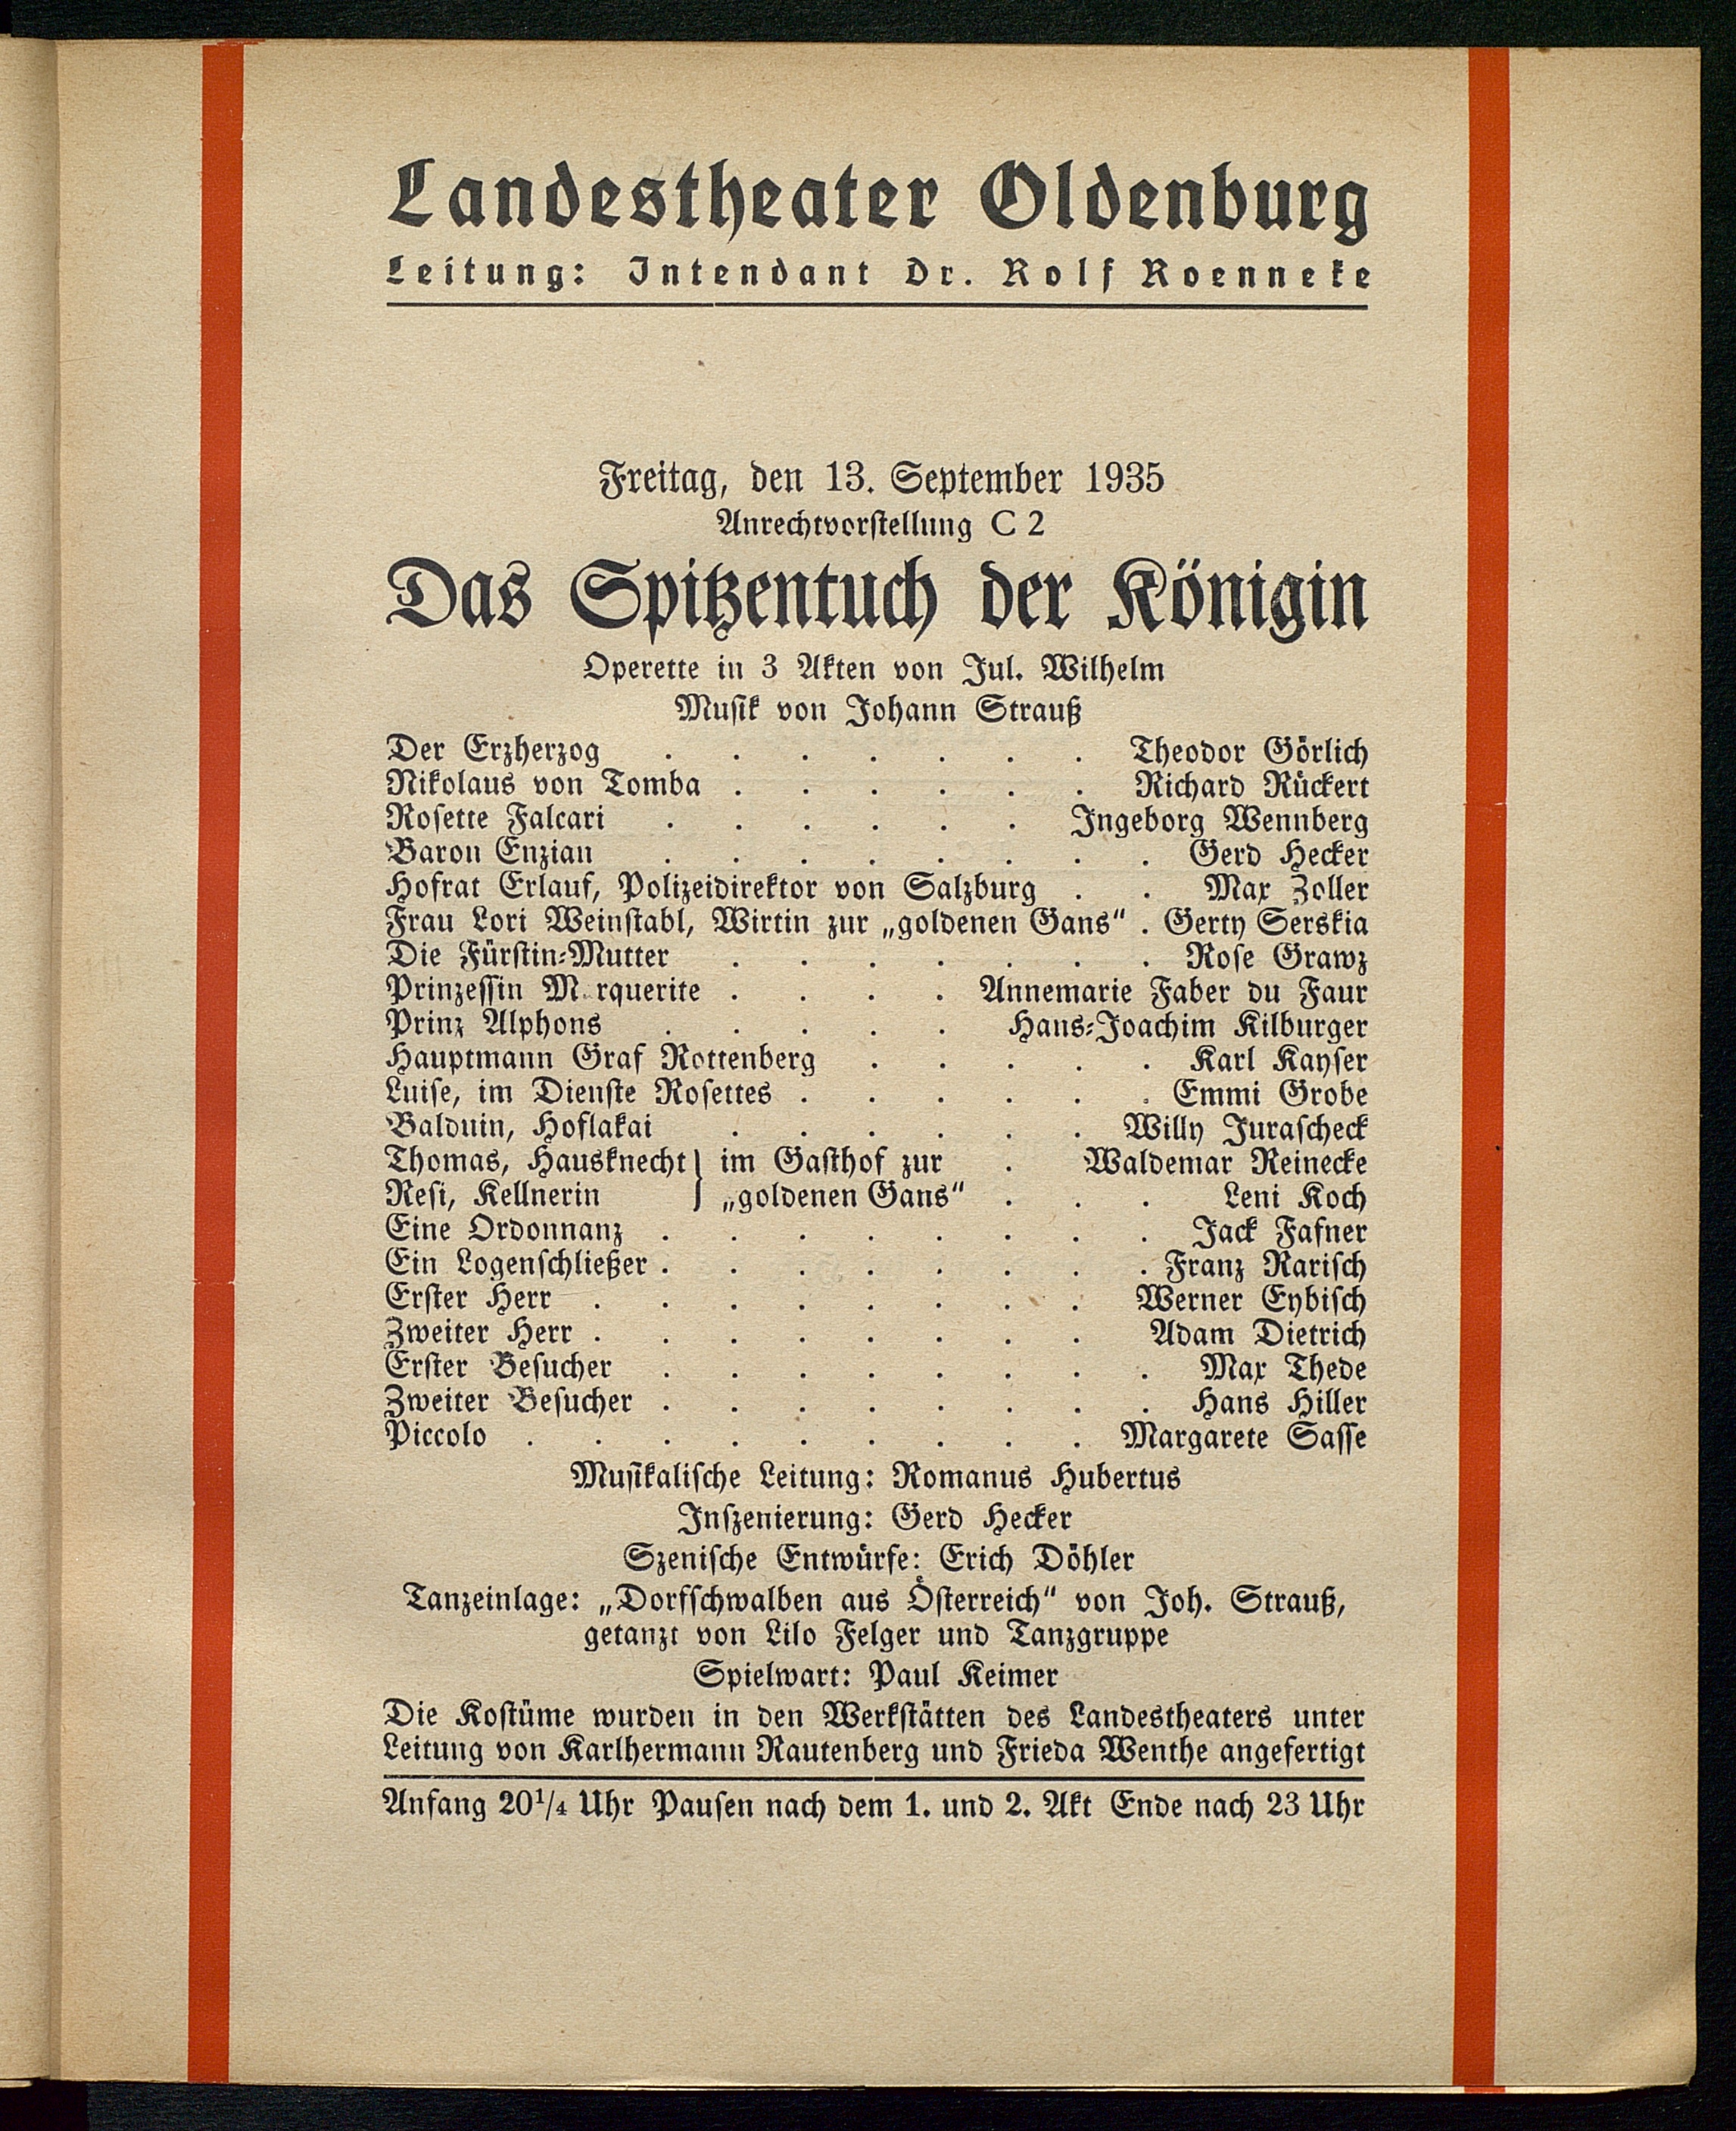 Landestheater Oldenburg
Leitung: Intendant Dr. Rolf Roenneke
Freitag, den 13. September 1935
Anrechtvorstellung C 2
Das Spitzentuch der Königin
Operette in 3 Akten von Jul. Wilhelm
Musik von Johann Strauß
Der Erzherzog . . . . . . . Theodor Görlich
Nikolaus von Tomba . . . . . . Richard Rückert
Rosette Falcari . . . . . . Ingeborg Wennberg
Baron Enzian . . . . . . . . Gerd Hecker
Hofrat Erlauf, Polizeidirektor von Salzburg . . Max Zoller
Frau Lori Weinstabl, Wirtin zur „goldenen Gans“ . Gerty Serskia
Die Fürstin-Mutter . . . . . . . Rose Grawz
Prinzessin M rquerite . . . . Annemarie Faber du Faur
Prinz Alphons . . . . . Hans-Joachim Kilburger
Hauptmann Graf Rottenberg . . . . . Karl Kayser
Luise, im Dienste Rosettes . . . . . . Emmi Grobe
Balduin, Hoflakai . . . . . . Willy Jurascheck
Thomas, Hausknecht } im Gasthof zur . Waldemar Reinecke
Resi, Kellnerin } „goldenen Gans“ . . . Leni Koch
Eine Ordonnanz . . . . . . . . Jack Fafner
Ein Logenschließer . . . . . . . . Franz Rarisch
Erster Herr . . . . . . . . Werner Eybisch
Zweiter Herr . . . . . . . . Adam Dietrich
Erster Besucher . . . . . . . . Max Thede
Zweiter Besucher . . . . . . . . Hans Hiller
Piccolo . . . . . . . . . Margarete Sasse
Musikalische Leitung: Romanus Hubertus
Inszenierung: Gerd Hecker
Szenische Entwürfe: Erich Döhler
Tanzeinlage: „Dorfschwalben aus Österreich“ von Joh. Strauß,
getanzt von Lilo Felger und Tanzgruppe
Spielwart: Paul Keimer
Die Kostüme wurden in den Werkstätten des Landestheaters unter
Leitung von Karlhermann Rautenberg und Frieda Wenthe angefertigt
Anfang 20¹/₄ Uhr Pausen nach dem 1. und 2. Akt Ende nach 23 Uhr